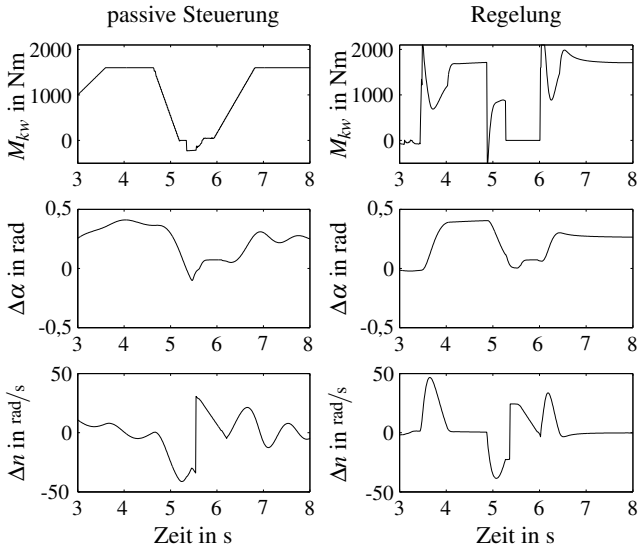 passive Steuerung
Regelung
M_kw in Nm
2000
1000
0
3 4 5 6 7 8
M_kw in Nm
2000
1000
0
3 4 5 6 7 8
Δα in rad
0,5
0
-0,5
3 4 5 6 7 8
Δα in rad
0,5
0
-0,5
3 4 5 6 7 8
Δn in rad/s
50
0
-50
3 4 5 6 7 8
Zeit in s
Δn in rad/s
50
0
-50
3 4 5 6 7 8
Zeit in s